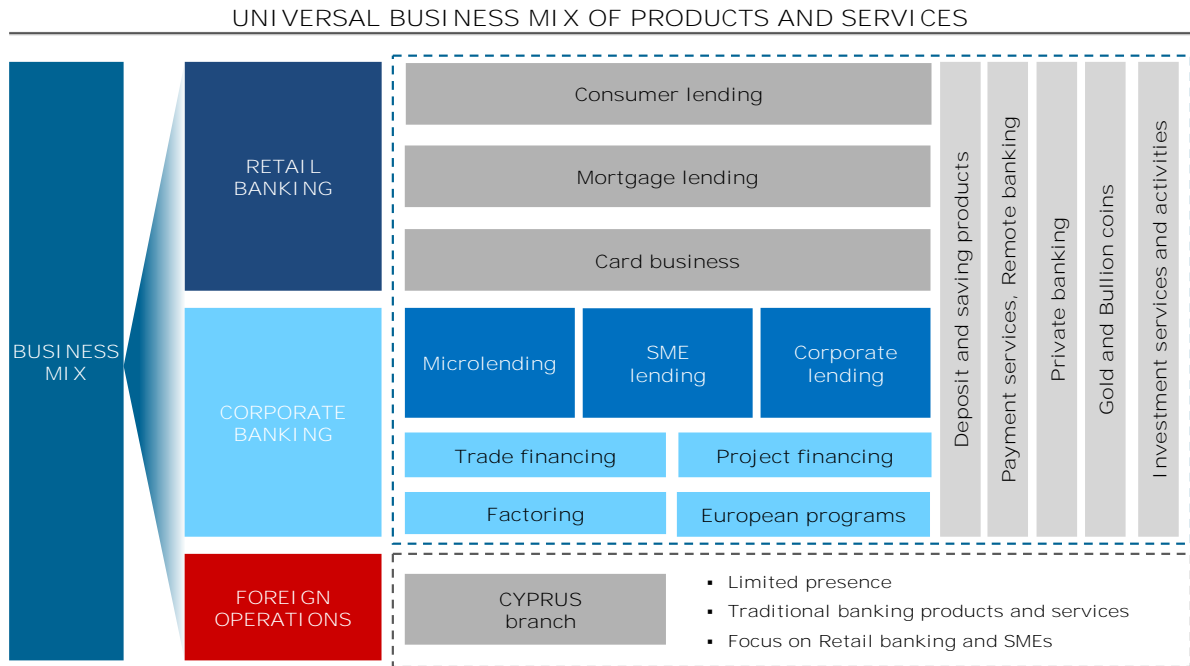 UNIVERSAL BUSINESS MIX OF PRODUCTS AND SERVICES
BUSINESS
MIX
RETAIL
BANKING
Consumer lending
Mortgage lending
Card business
CORPORATE
BANKING
Microlending
SME
lending
Corporate
lending
Trade financing
Project financing
Factoring
European programs
Deposit and saving products
Payment services, Remote banking
Private banking
Gold and Bullion coins
Investment services and activities
FOREIGN
OPERATIONS
CYPRUS
branch
▪ Limited presence
▪ Traditional banking products and services
▪ Focus on Retail banking and SMEs